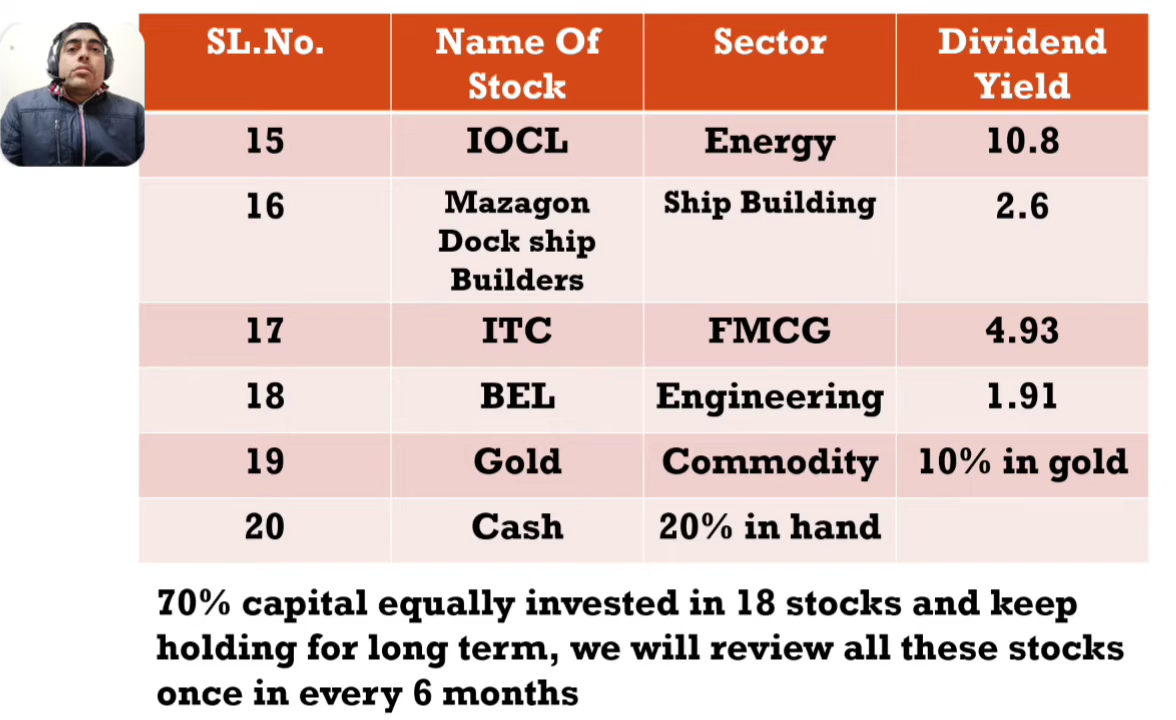 SL.No. Name Of Stock Sector Dividend Yield
15 IOCL Energy 10.8
16 Mazagon Dock ship Builders Ship Building 2.6
17 ITC FMCG 4.93
18 BEL Engineering 1.91
19 Gold Commodity 10% in gold
20 Cash 20% in hand
70% capital equally invested in 18 stocks and keep
holding for long term, we will review all these stocks
once in every 6 months